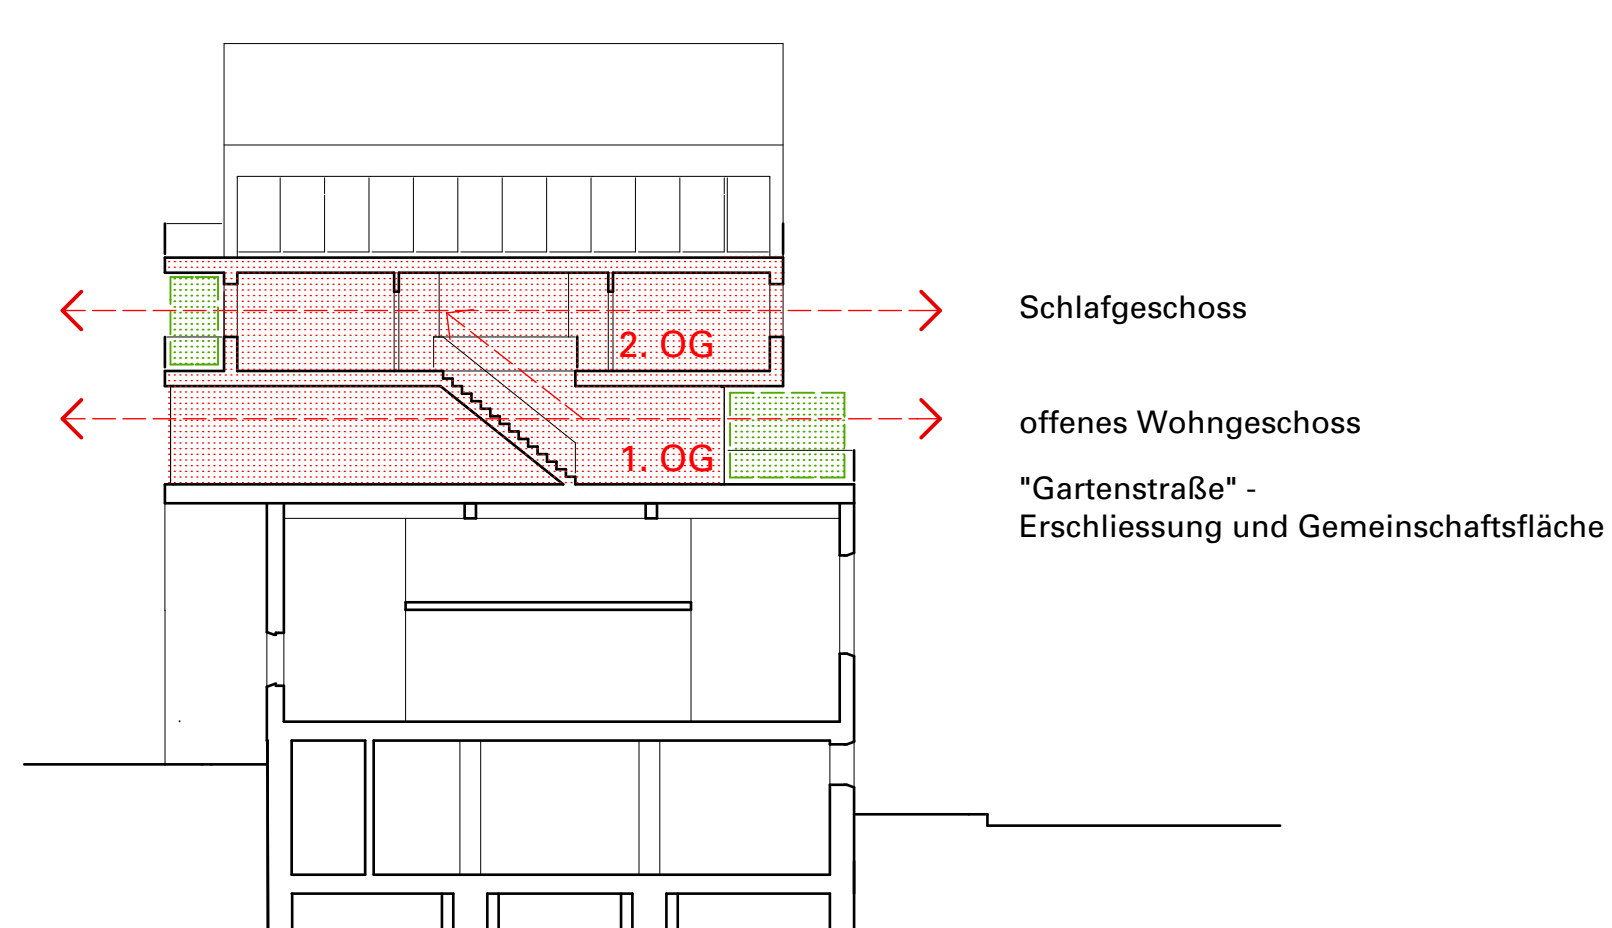 Schlafgeschoss
2. OG
offenes Wohngeschoss
1. OG
"Gartenstraße" -
Erschliessung und Gemeinschaftsfläche